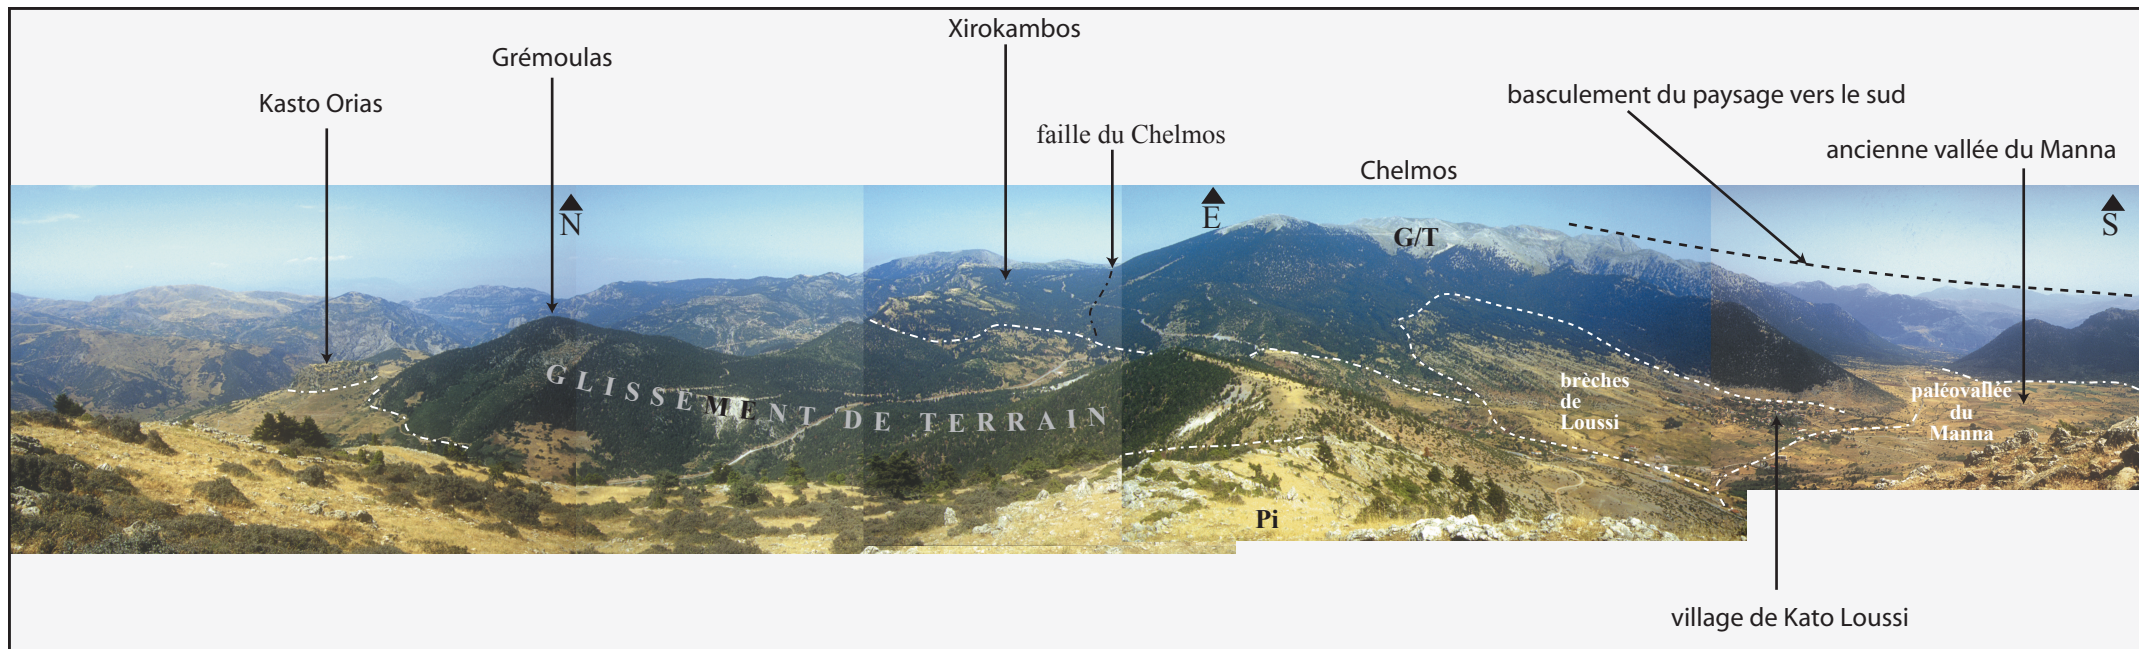 Xirokambos
Grémoulas
basculement du paysage vers le sud
Kasto Orias
faille du Chelmos
ancienne vallée du Manna
Chelmos
N
E
S
G/T
GLISSEMENT DE TERRAIN
brèches
de
Loussi
paléovallée
du
Manna
Pi
village de Kato Loussi